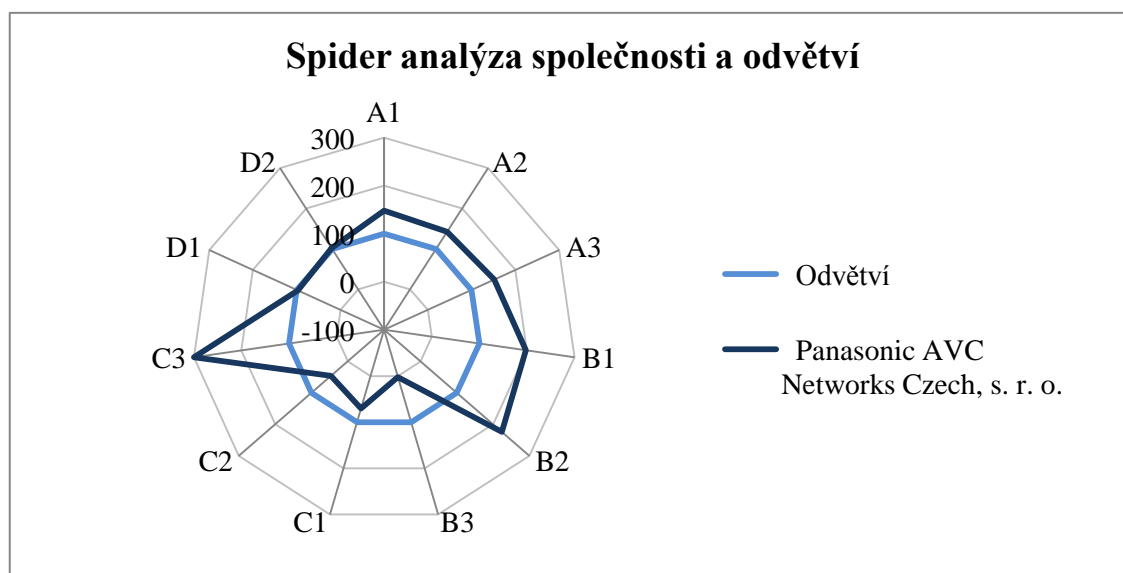 Spider analýza společnosti a odvětví
A1
300
D2
A2
200
D1
100
A3
0
-100
C3
B1
C2
B2
C1
B3
Odvětví
Panasonic AVC
Networks Czech, s. r. o.